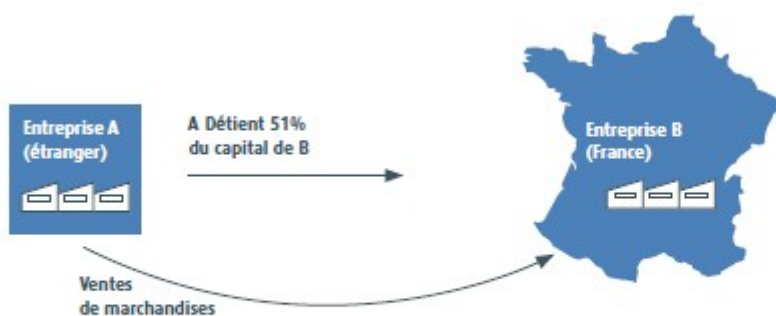 Entreprise A
(étranger)
A Détient 51%
du capital de B
Entreprise B
(France)
Ventes
de marchandises